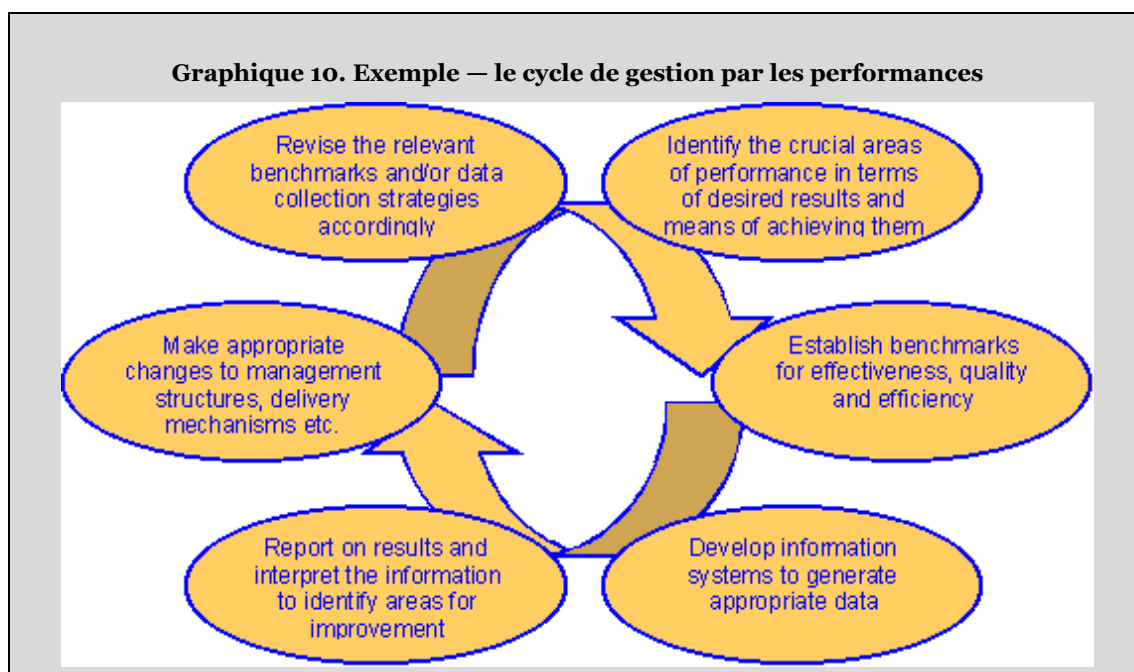 Graphique 10. Exemple — le cycle de gestion par les performances
Revise the relevant
benchmarks and/or data
collection strategies
accordingly
Identify the crucial areas
of performance in terms
of desired results and
means of achieving them
Make appropriate
changes to management
structures, delivery
mechanisms etc.
Establish benchmarks
for effectiveness, quality
and efficiency
Report on results and
interpret the information
to identify areas for
improvement
Develop information
systems to generate
appropriate data